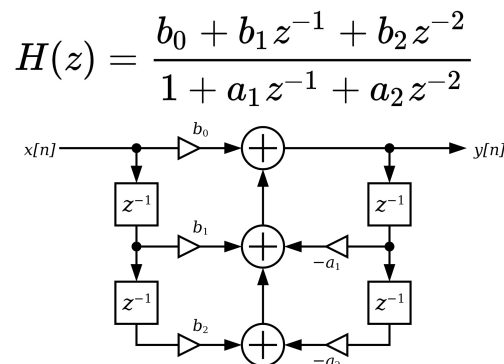 H(z) = (b₀ + b₁z⁻¹ + b₂z⁻²) / (1 + a₁z⁻¹ + a₂z⁻²)
b₀
x[n] + y[n]
z⁻¹ z⁻¹
b₁
+
−a₁
z⁻¹ z⁻¹
b₂
+
−a₂